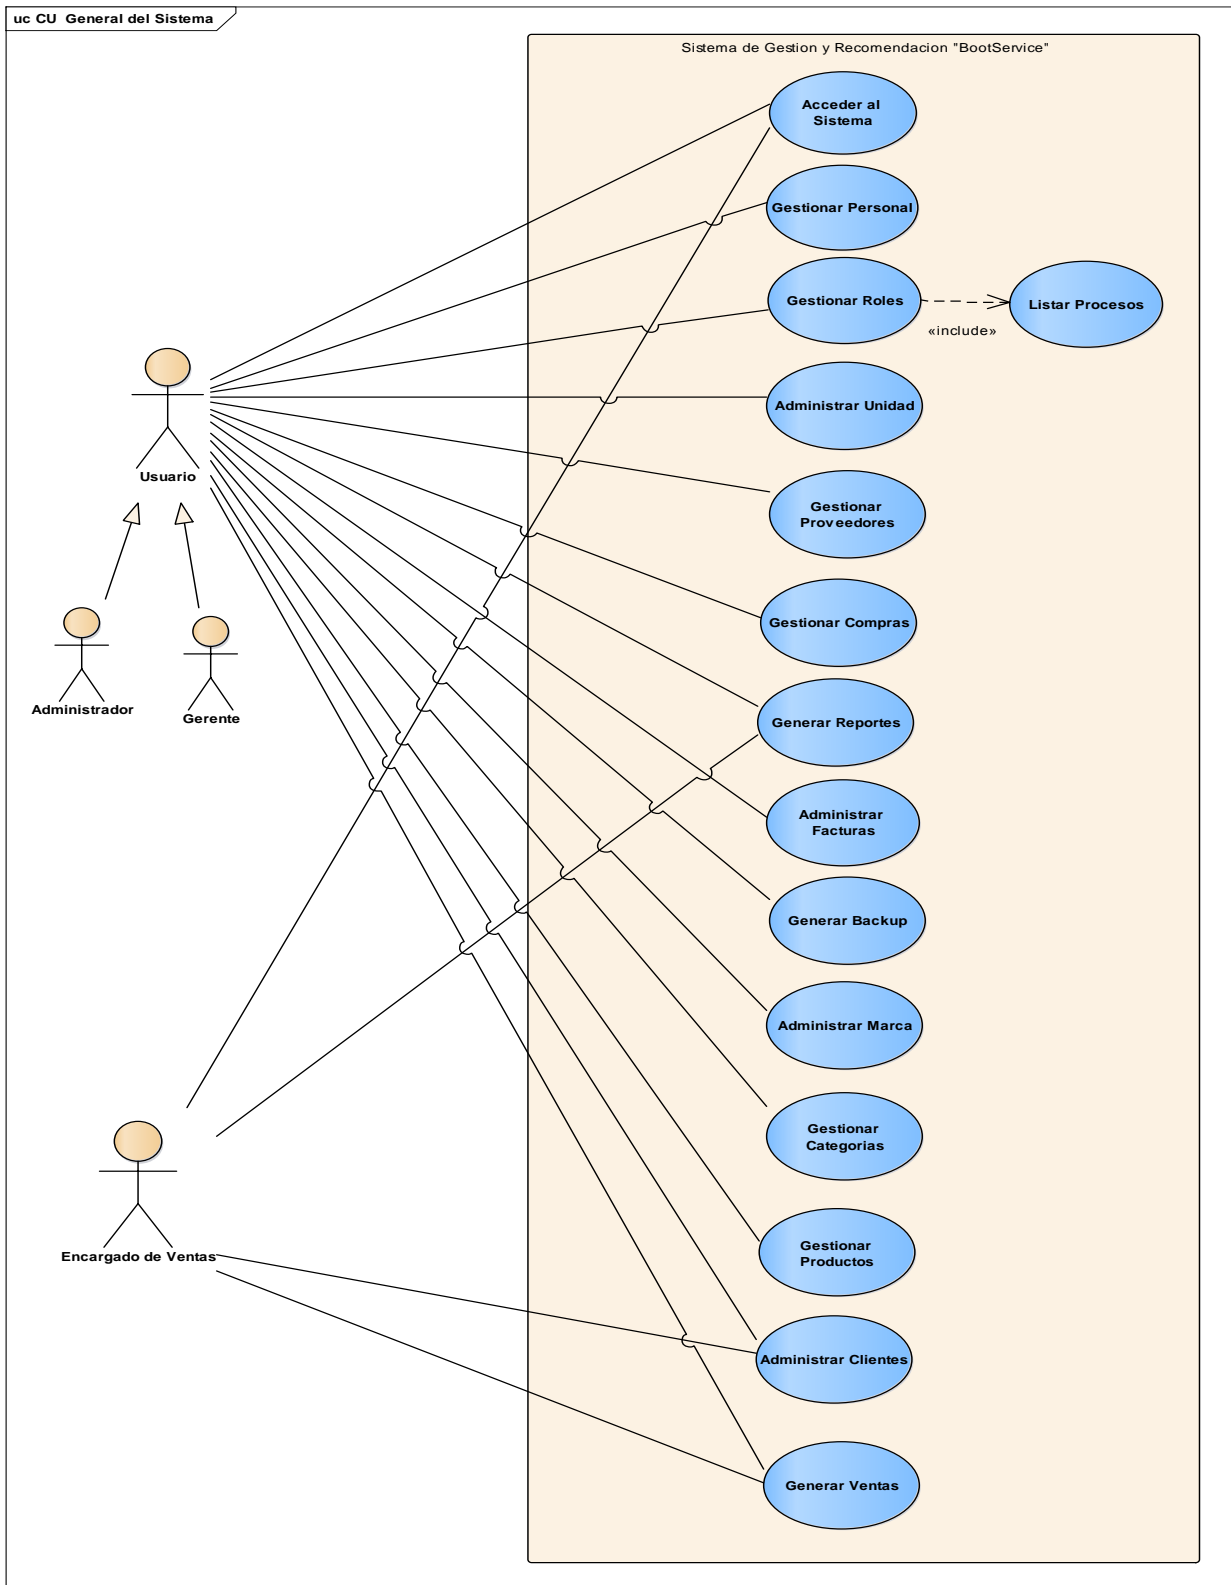 uc CU General del Sistema
Sistema de Gestion y Recomendacion "BootService"
Acceder al
Sistema
Gestionar Personal
Gestionar Roles
«include»
Listar Procesos
Usuario
Administrar Unidad
Gestionar
Proveedores
Administrador
Gerente
Gestionar Compras
Generar Reportes
Administrar
Facturas
Generar Backup
Administrar Marca
Gestionar
Categorias
Encargado de Ventas
Gestionar
Productos
Administrar Clientes
Generar Ventas